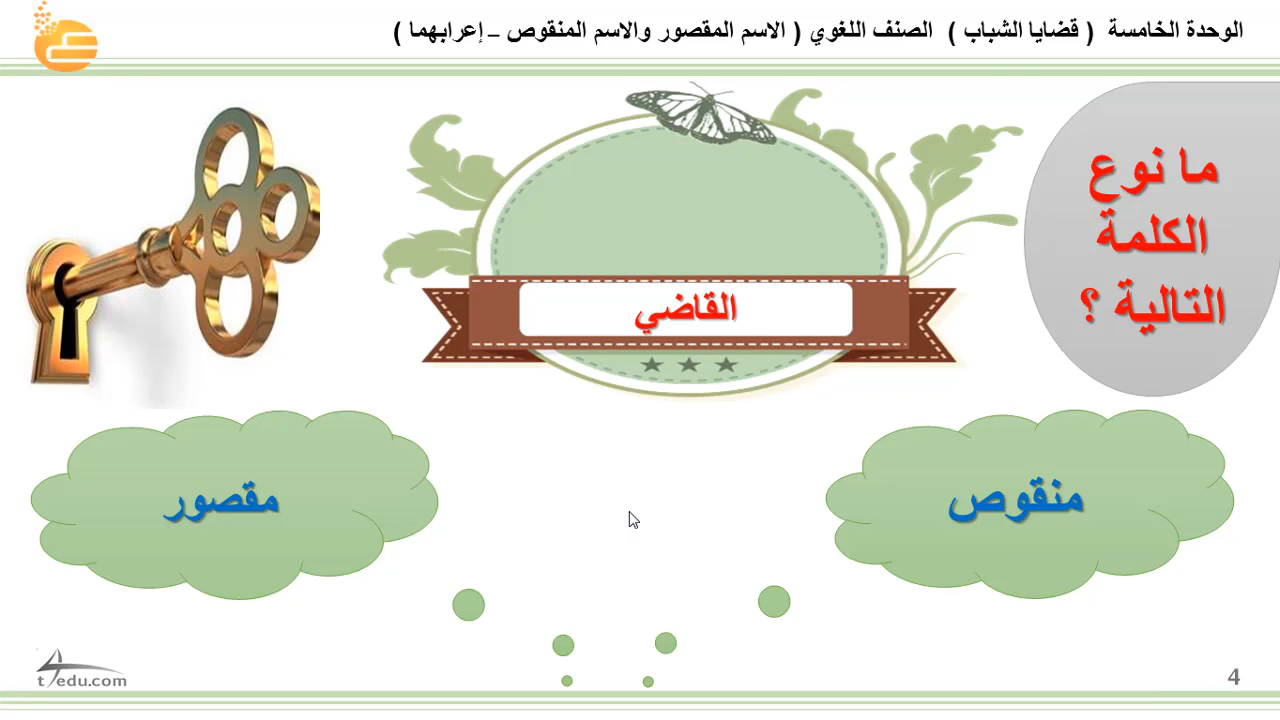 الوحدة الخامسة ( قضايا الشباب ) الصنف اللغوي ( الاسم المقصور والاسم المنقوص – إعرابهما )
ما نوع
الكلمة
التالية ؟
القاضي
منقوص
مقصور
t4edu.com
4